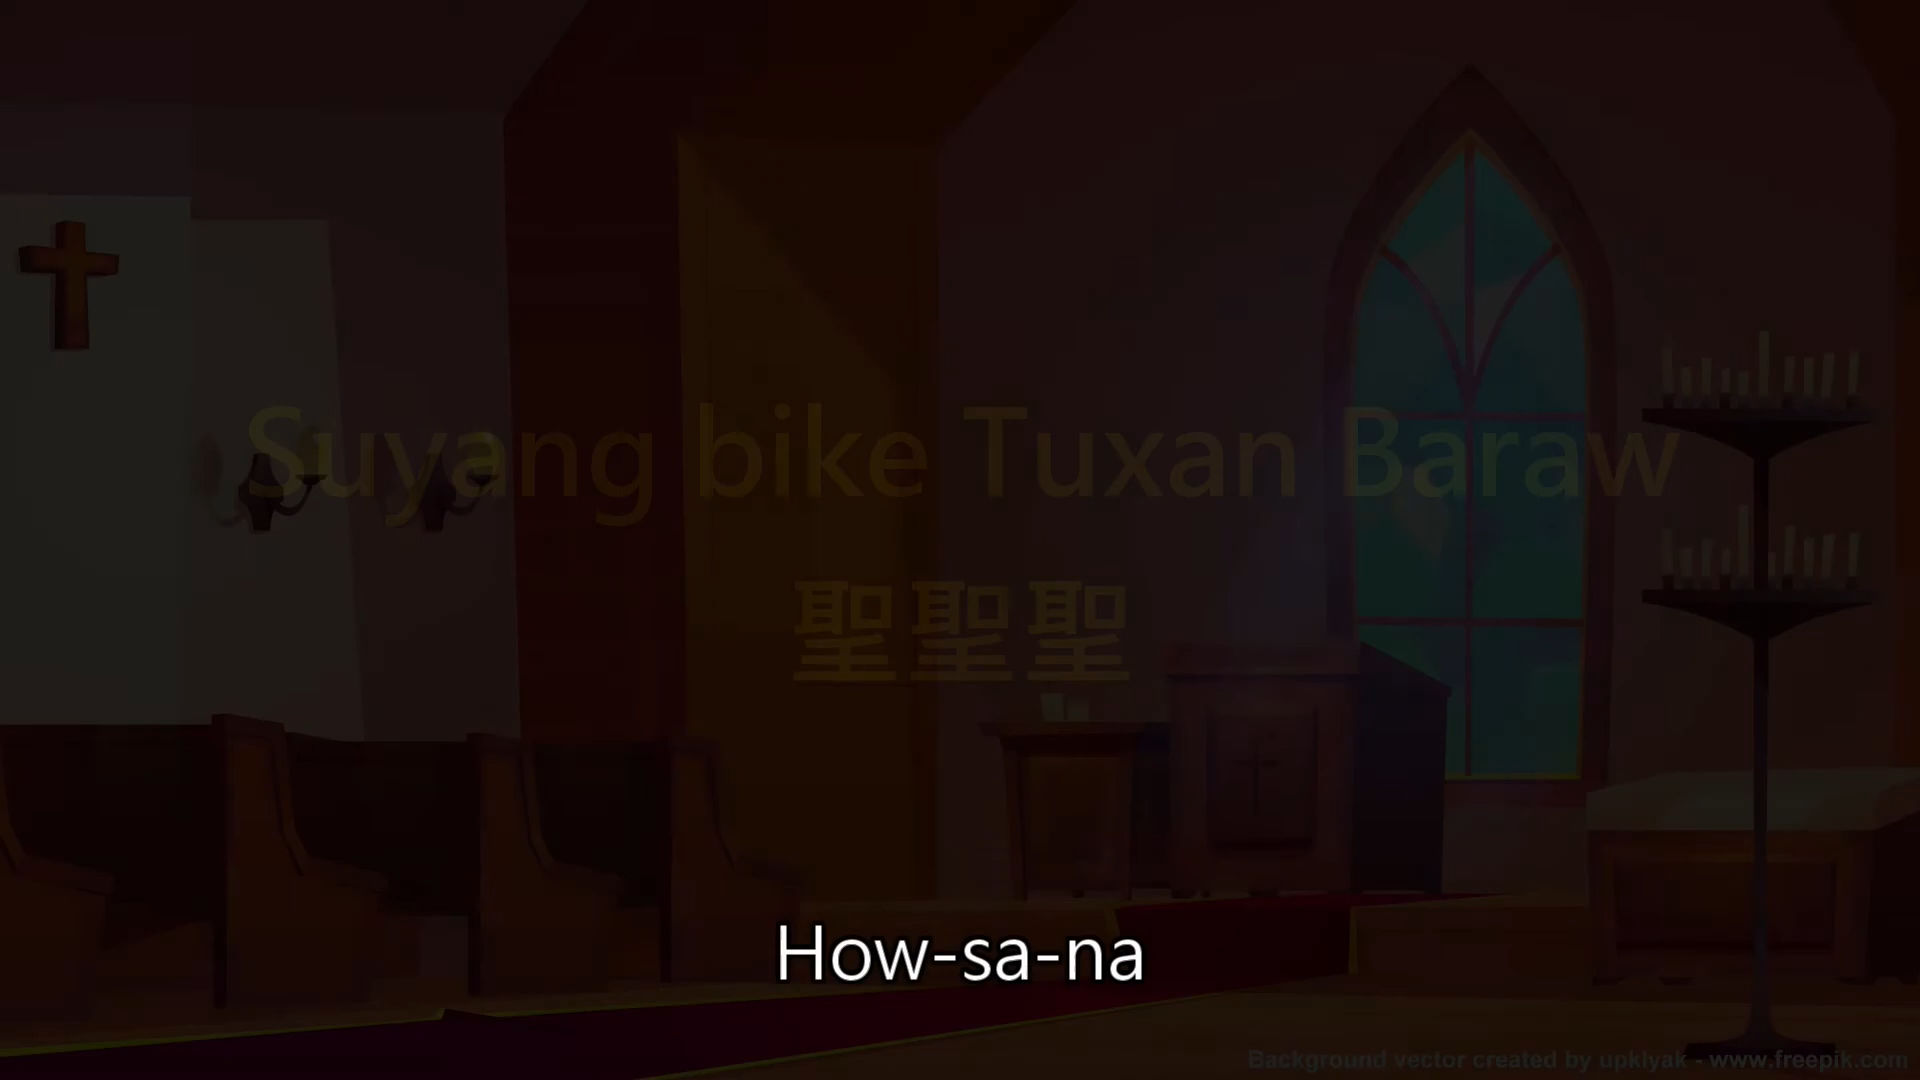 Suyang bike Tuxan Baraw
聖聖聖
How-sa-na
Background vector created by upklyak - www.freepik.com